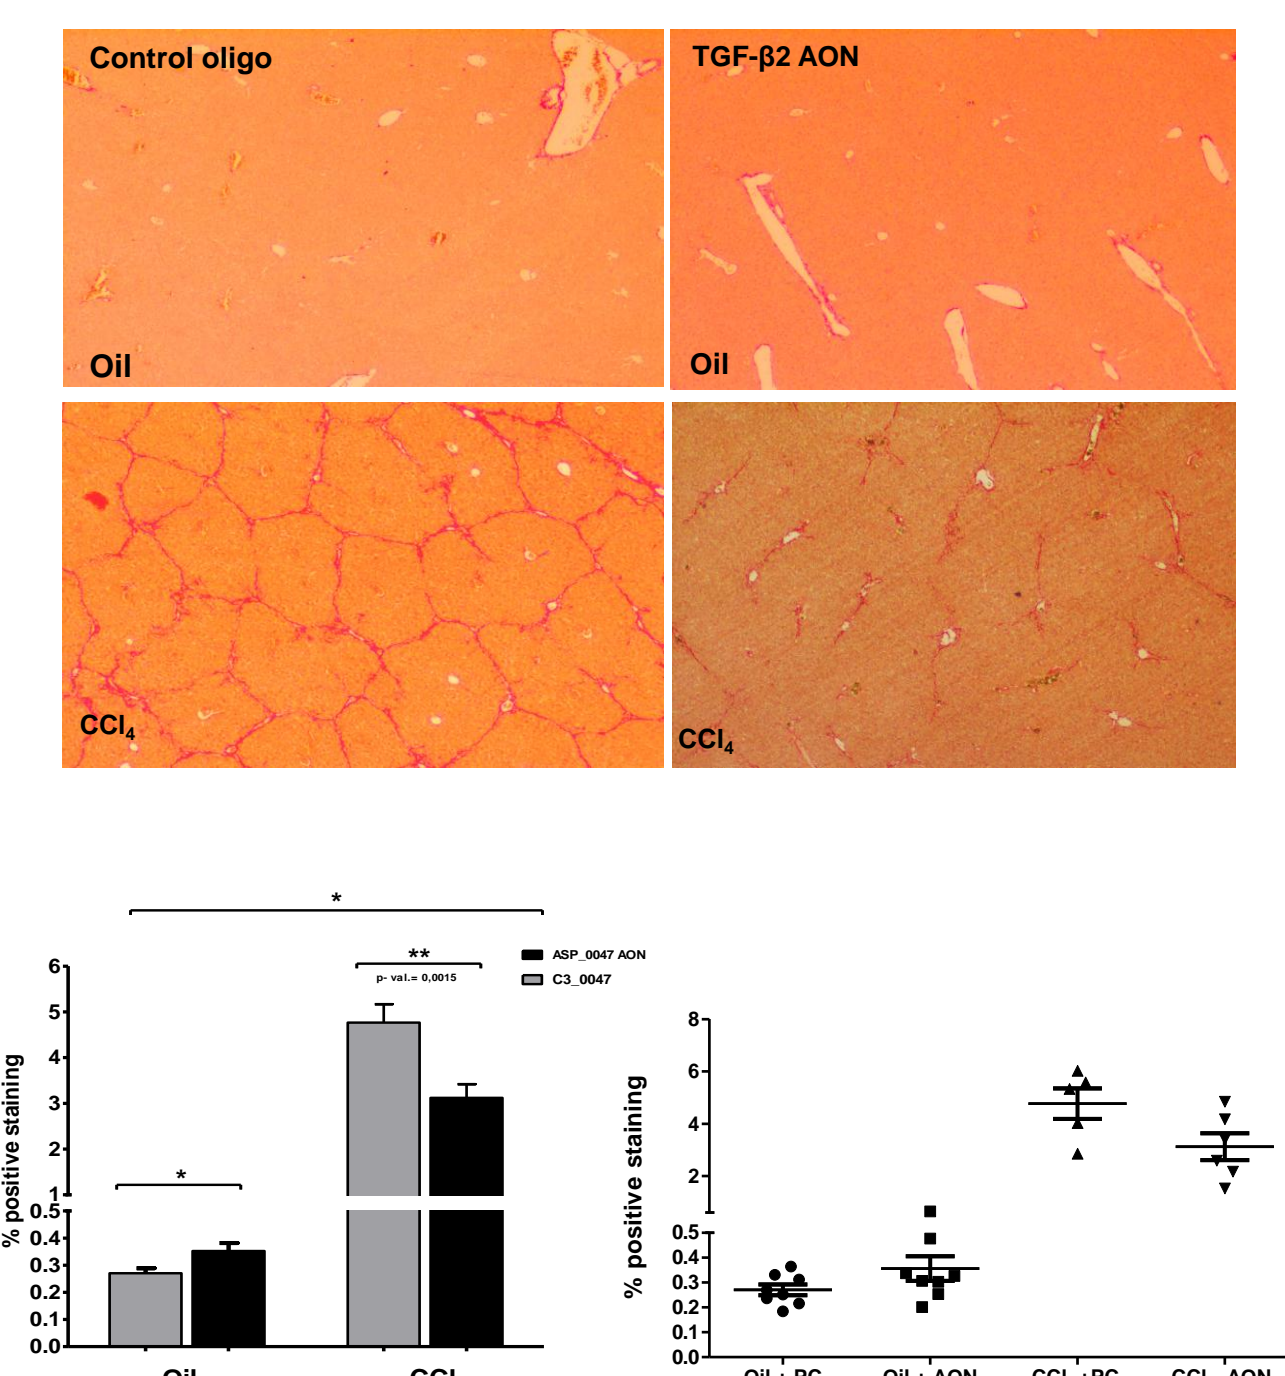 Control oligo
TGF-β2 AON
Oil
Oil
CCl4
CCl4
*
**
p- val.= 0,0015
ASP_0047 AON
C3_0047
*
% positive staining
6
5
4
3
2
1
0.5
0.4
0.3
0.2
0.1
0.0
Oil
CCl
% positive staining
8
6
4
2
0.5
0.4
0.3
0.2
0.1
0.0